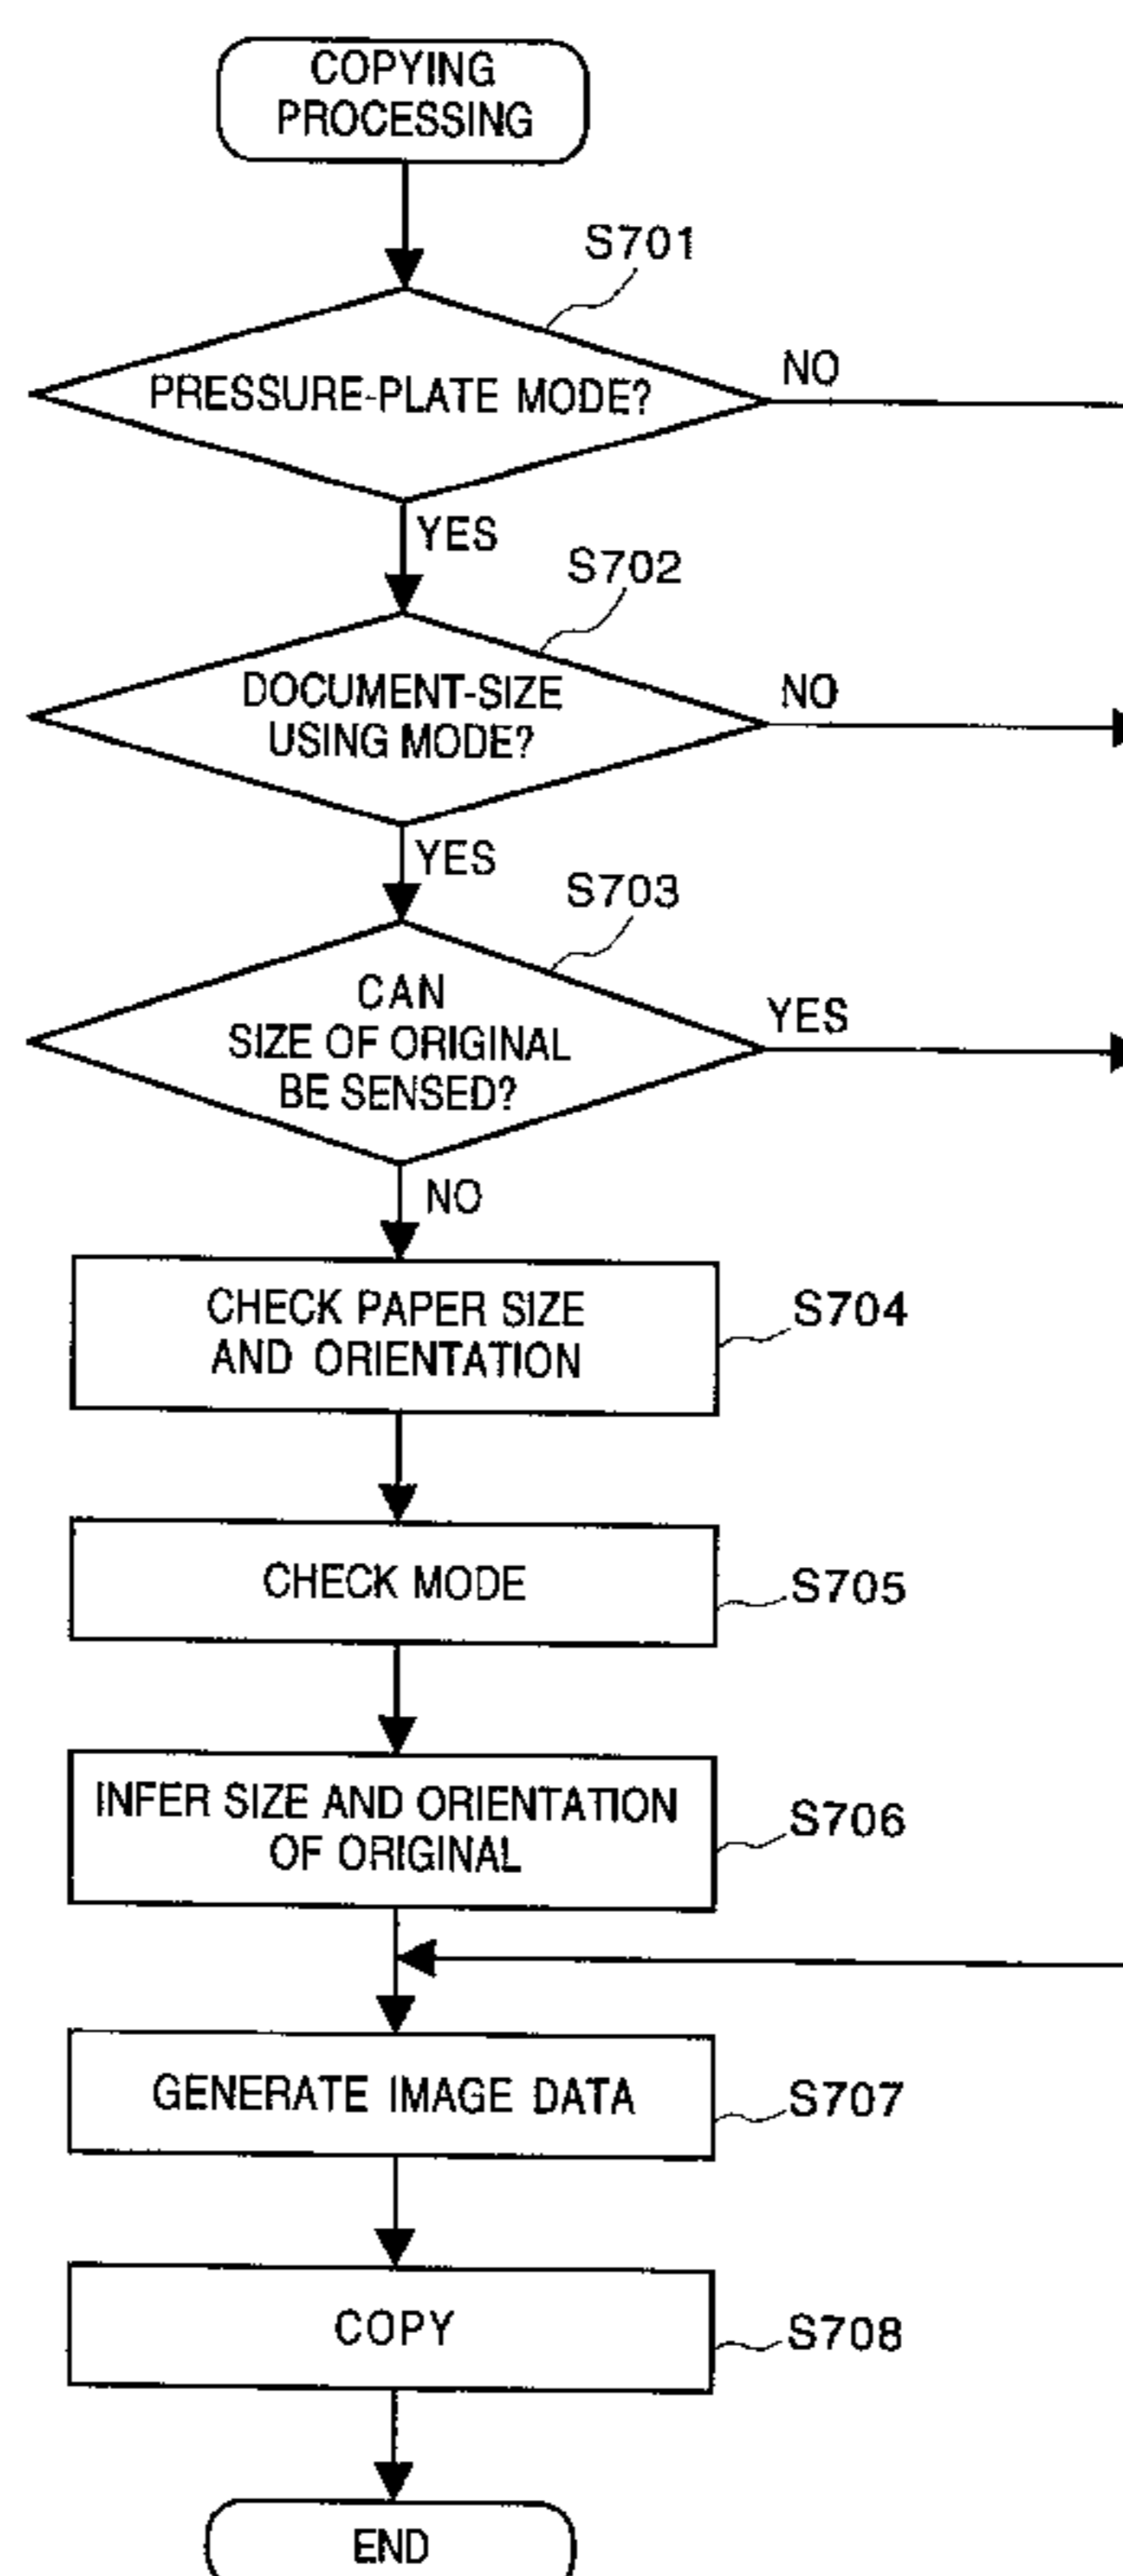 COPYING
PROCESSING
S701
PRESSURE-PLATE MODE?
NO
YES
S702
DOCUMENT-SIZE
USING MODE?
NO
YES
S703
CAN
SIZE OF ORIGINAL
BE SENSED?
YES
NO
CHECK PAPER SIZE
AND ORIENTATION
S704
CHECK MODE
S705
INFER SIZE AND ORIENTATION
OF ORIGINAL
S706
GENERATE IMAGE DATA
S707
COPY
S708
END